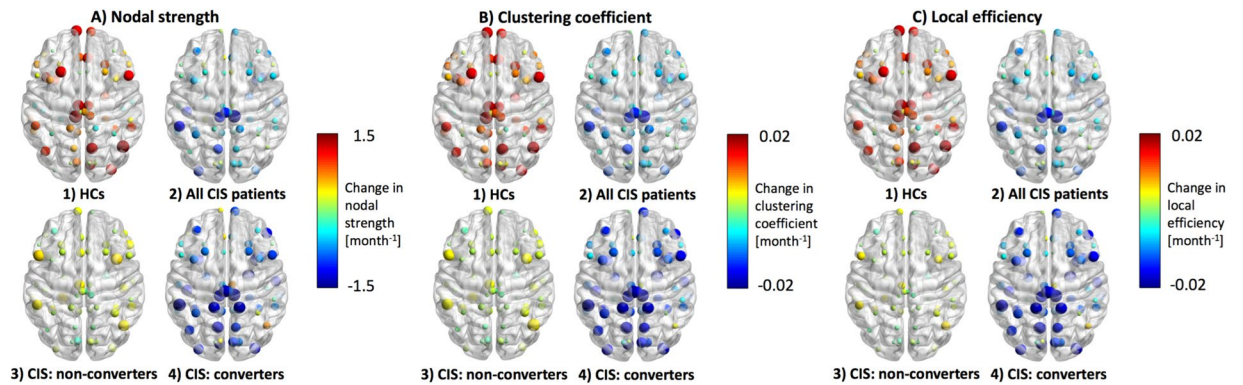 A) Nodal strength
1) HCs
2) All CIS patients
3) CIS: non-converters
4) CIS: converters
1.5
Change in
nodal
strength
[month⁻¹]
-1.5
B) Clustering coefficient
1) HCs
2) All CIS patients
3) CIS: non-converters
4) CIS: converters
0.02
Change in
clustering
coefficient
[month⁻¹]
-0.02
C) Local efficiency
1) HCs
2) All CIS patients
3) CIS: non-converters
4) CIS: converters
0.02
Change in
local
efficiency
[month⁻¹]
-0.02